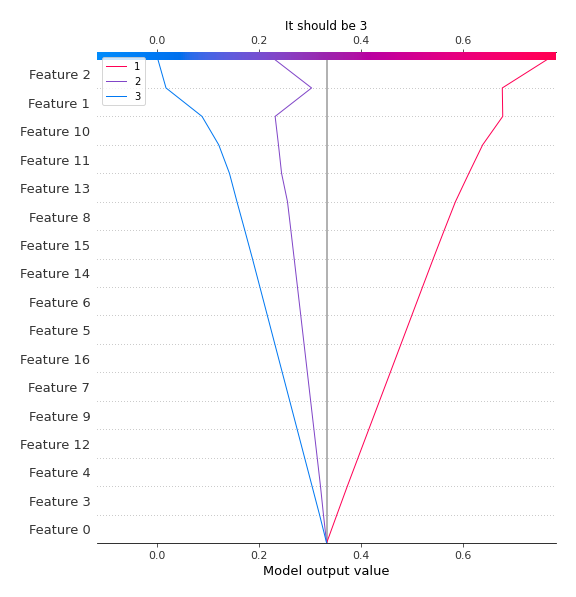 It should be 3
0.0 0.2 0.4 0.6
1
2
3
Feature 2
Feature 1
Feature 10
Feature 11
Feature 13
Feature 8
Feature 15
Feature 14
Feature 6
Feature 5
Feature 16
Feature 7
Feature 9
Feature 12
Feature 4
Feature 3
Feature 0
0.0 0.2 0.4 0.6
Model output value